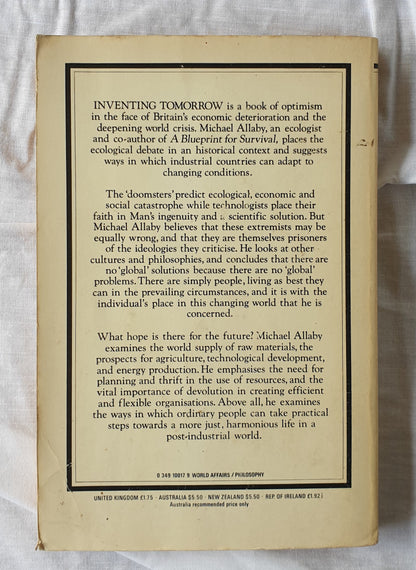 INVENTING TOMORROW is a book of optimism
in the face of Britain's economic deterioration and the
deepening world crisis. Michael Allaby, an ecologist
and co-author of A Blueprint for Survival, places the
ecological debate in an historical context and suggests
ways in which industrial countries can adapt to
changing conditions.
The 'doomsters' predict ecological, economic and
social catastrophe while technologists place their
faith in Man's ingenuity and a scientific solution. But
Michael Allaby believes that these extremists may be
equally wrong, and that they are themselves prisoners
of the ideologies they criticise. He looks at other
cultures and philosophies, and concludes that there are
no 'global' solutions because there are no 'global'
problems. There are simply people, living as best they
can in the prevailing circumstances, and it is with the
individual's place in this changing world that he is
concerned.
What hope is there for the future? Michael Allaby
examines the world supply of raw materials, the
prospects for agriculture, technological development,
and energy production. He emphasises the need for
planning and thrift in the use of resources, and the
vital importance of devolution in creating efficient
and flexible organisations. Above all, he examines
the ways in which ordinary people can take practical
steps towards a more just, harmonious life in a
post-industrial world.
0 349 10017 9 WORLD AFFAIRS / PHILOSOPHY
UNITED KINGDOM £1.75 · AUSTRALIA $5.50 · NEW ZEALAND $5.50 · REP OF IRELAND £1.92½
Australia recommended price only